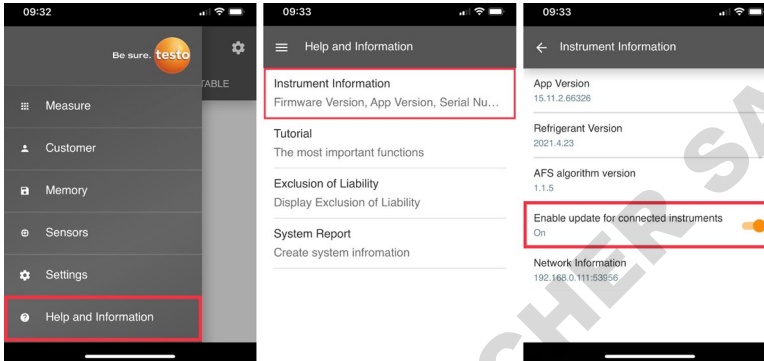 09:32
Be sure. testo
TABLE
Measure
Customer
Memory
Sensors
Settings
Help and Information
09:33
Help and Information
Instrument Information
Firmware Version, App Version, Serial Nu...
Tutorial
The most important functions
Exclusion of Liability
Display Exclusion of Liability
System Report
Create system infromation
09:33
Instrument Information
App Version
15.11.2.66326
Refrigerant Version
2021.4.23
AFS algorithm version
1.1.5
Enable update for connected instruments
On
Network Information
192.168.0.111:53956
CHER SA